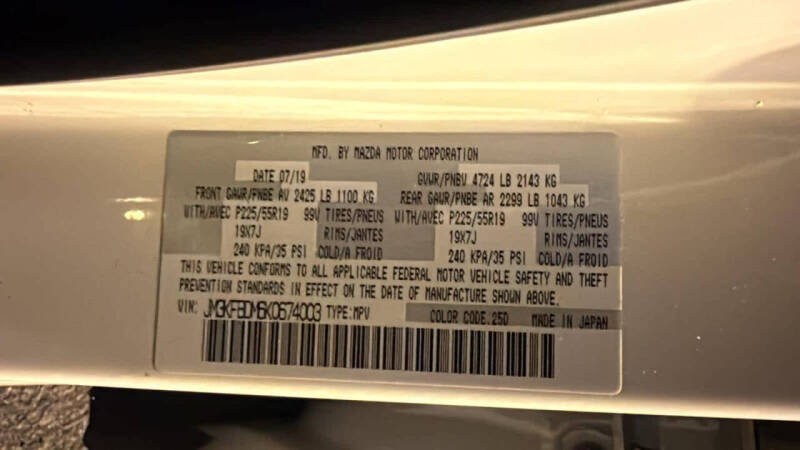 MFD. BY MAZDA MOTOR CORPORATION
DATE 07/19 GVWR/PNBV 4724 LB 2143 KG
FRONT GAWR/PNBE AV 2425 LB 1100 KG REAR GAWR/PNBE AR 2299 LB 1043 KG
WITH/AVEC P225/55R19 99V TIRES/PNEUS WITH/AVEC P225/55R19 99V TIRES/PNEUS
19X7J RIMS/JANTES 19X7J RIMS/JANTES
240 KPA/35 PSI COLD/A FROID 240 KPA/35 PSI COLD/A FROID
THIS VEHICLE CONFORMS TO ALL APPLICABLE FEDERAL MOTOR VEHICLE SAFETY AND THEFT
PREVENTION STANDARDS IN EFFECT ON THE DATE OF MANUFACTURE SHOWN ABOVE.
VIN: JM3KFBDM6K0674003 TYPE:MPV COLOR CODE.25D MADE IN JAPAN